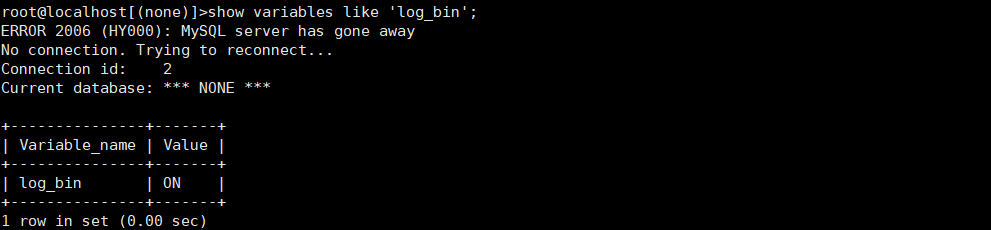 root@localhost[(none)]>show variables like 'log_bin';
ERROR 2006 (HY000): MySQL server has gone away
No connection. Trying to reconnect...
Connection id:    2
Current database: *** NONE ***

+---------------+-------+
| Variable_name | Value |
+---------------+-------+
| log_bin       | ON    |
+---------------+-------+
1 row in set (0.00 sec)